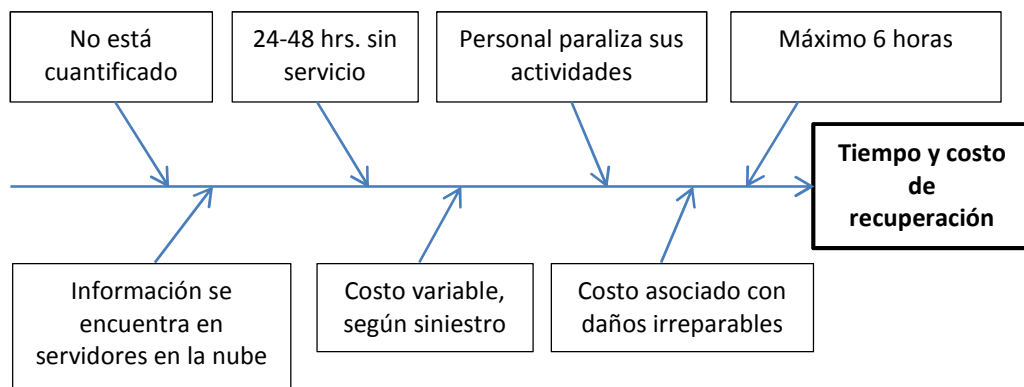 No está
cuantificado
24-48 hrs. sin
servicio
Personal paraliza sus
actividades
Máximo 6 horas
Tiempo y costo
de
recuperación
Información se
encuentra en
servidores en la nube
Costo variable,
según siniestro
Costo asociado con
daños irreparables